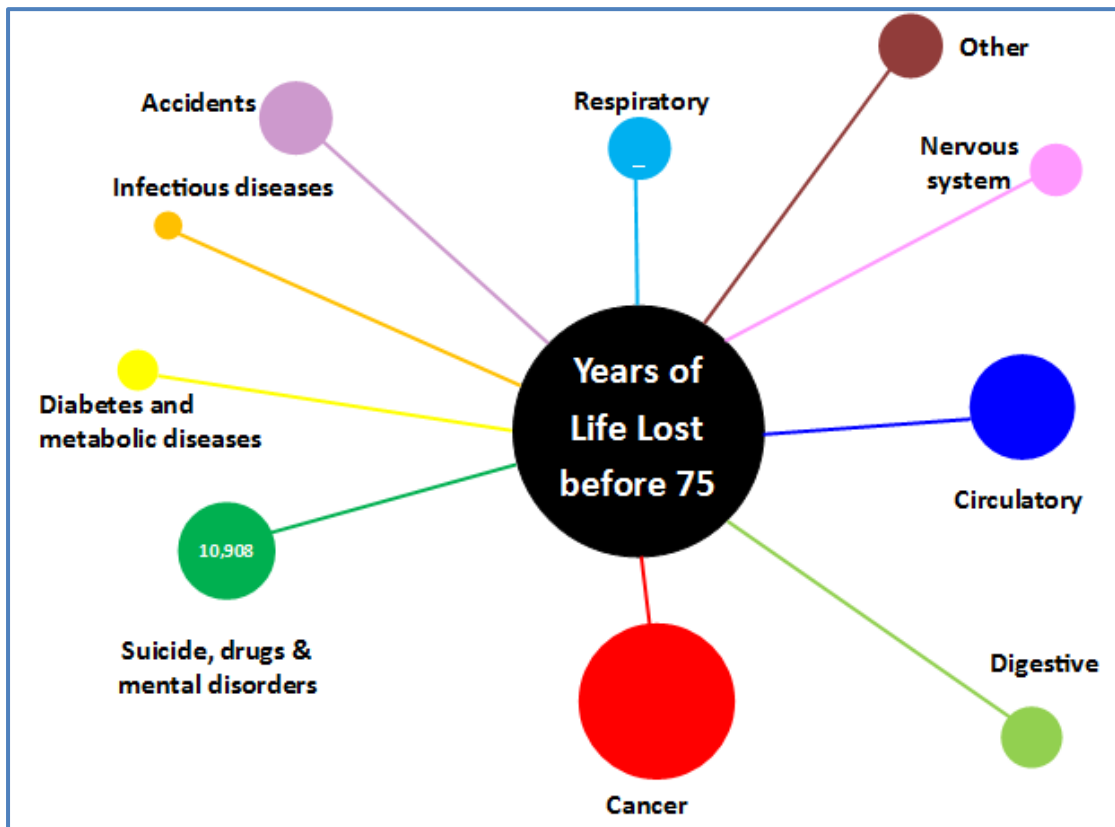 Other
Accidents
Respiratory
Nervous
system
Infectious diseases
Years of
Life Lost
before 75
Diabetes and
metabolic diseases
Circulatory
10,908
Suicide, drugs &
mental disorders
Digestive
Cancer